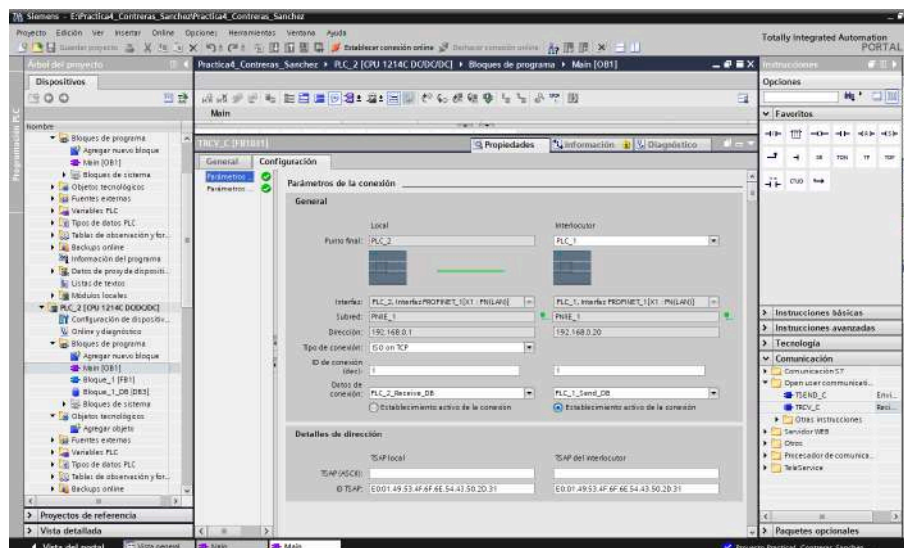 Siemens - E:\Practica4_Contreras_Sanchez\Practica4_Contreras_Sanchez
Proyecto Edición Ver Insertar Online Opciones Herramientas Ventana Ayuda
Totally Integrated Automation
PORTAL
Guardar proyecto
Establecer conexión online
Deshacer conexión online
Árbol del proyecto
Practica4_Contreras_Sanchez > PLC_2 [CPU 1214C DC/DC/DC] > Bloques de programa > Main [OB1]
Instrucciones
Dispositivos
Opciones
Main
Favoritos
Nombre
Bloques de programa
Agregar nuevo bloque
Main [OB1]
Bloques de sistema
Objetos tecnológicos
Fuentes externas
Variables PLC
Tipos de datos PLC
Tablas de observación y for...
Backups online
Información del programa
Datos de proxy de dispositi...
Listas de textos
Módulos locales
PLC_2 [CPU 1214C DC/DC/DC]
Configuración de dispositiv...
Online y diagnóstico
Bloques de programa
Agregar nuevo bloque
Main [OB1]
Bloque_1 [FB1]
Bloque_1_DB [DB3]
Bloques de sistema
Objetos tecnológicos
Agregar objeto
Fuentes externas
Variables PLC
Tipos de datos PLC
Tablas de observación y for...
Backups online
Proyectos de referencia
Vista detallada
Programación PLC
Propiedades
Información
Diagnóstico
General
Configuración
Parámetros ...
Parámetros ...
Parámetros de la conexión
General
Local
Interlocutor
Punto final: PLC_2
PLC_1
Interfaz: PLC_2, Interfaz PROFINET_1[X1 : PN(LAN)]
PLC_1, Interfaz PROFINET_1[X1 : PN(LAN)]
Subred: PN/IE_1
PN/IE_1
Dirección: 192.168.0.1
192.168.0.20
Tipo de conexión: ISO on TCP
ID de conexión
(dec): 1
1
Datos de
conexión: PLC_2_Receive_DB
PLC_1_Send_DB
Establecimiento activo de la conexión
Establecimiento activo de la conexión
Detalles de dirección
TSAP local
TSAP del interlocutor
TSAP (ASCII):
ID TSAP: E0.01.49.53.4F.6F.6E.54.43.50.2D.31
E0.01.49.53.4F.6F.6E.54.43.50.2D.31
Instrucciones básicas
Instrucciones avanzadas
Tecnología
Comunicación
Comunicación S7
Open user communicati...
TSEND_C
TRCV_C
Otras instrucciones
Servidor WEB
Otros
Procesador de comunica...
TeleService
Paquetes opcionales
Vista del portal
Vista general
Main
Main